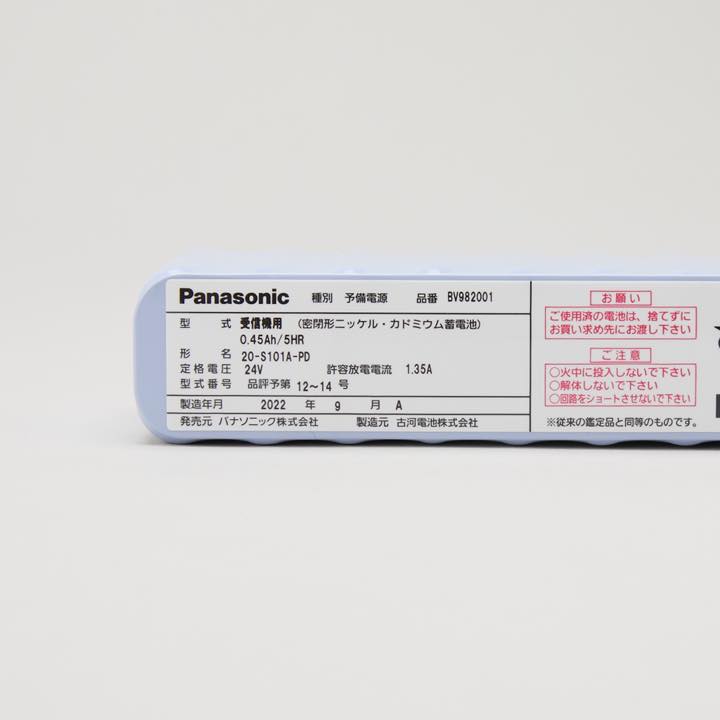 Panasonic 種別 予備電源 品番 BV982001
型式 受信機用 (密閉形ニッケル・カドミウム蓄電池)
0.45Ah/5HR
形名 20-S101A-PD
定格電圧 24V 許容放電電流 1.35A
型式番号 品評予第 12～14 号
製造年月 2022 年 9 月 A
発売元 パナソニック株式会社 製造元 古河電池株式会社
お願い
ご使用済の電池は、捨てずに
お買い求め先にお渡し下さい
ご注意
○火中に投入しないで下さい
○解体しないで下さい
○回路をショートさせないで下さい
※従来の鑑定品と同等のものです。